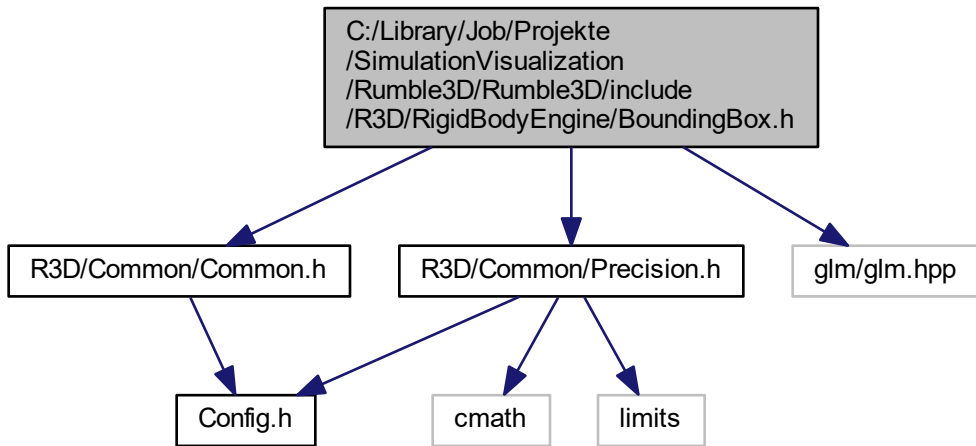 C:/Library/Job/Projekte
/SimulationVisualization
/Rumble3D/Rumble3D/include
/R3D/RigidBodyEngine/BoundingBox.h
R3D/Common/Common.h
R3D/Common/Precision.h
glm/glm.hpp
Config.h
cmath
limits